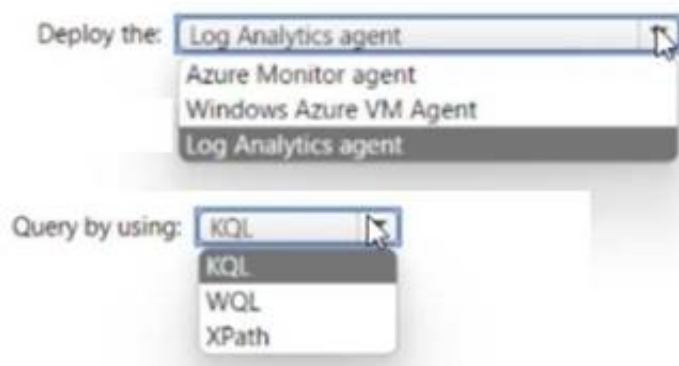 Deploy the: Log Analytics agent
Azure Monitor agent
Windows Azure VM Agent
Log Analytics agent
Query by using: KQL
KQL
WQL
XPath